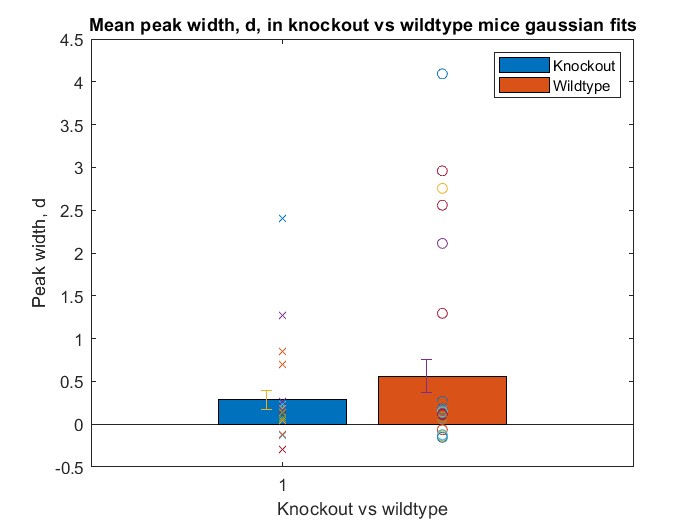 Mean peak width, d, in knockout vs wildtype mice gaussian fits
4.5
4
3.5
3
2.5
2
1.5
1
0.5
0
-0.5
Peak width, d
Knockout
Wildtype
1
Knockout vs wildtype